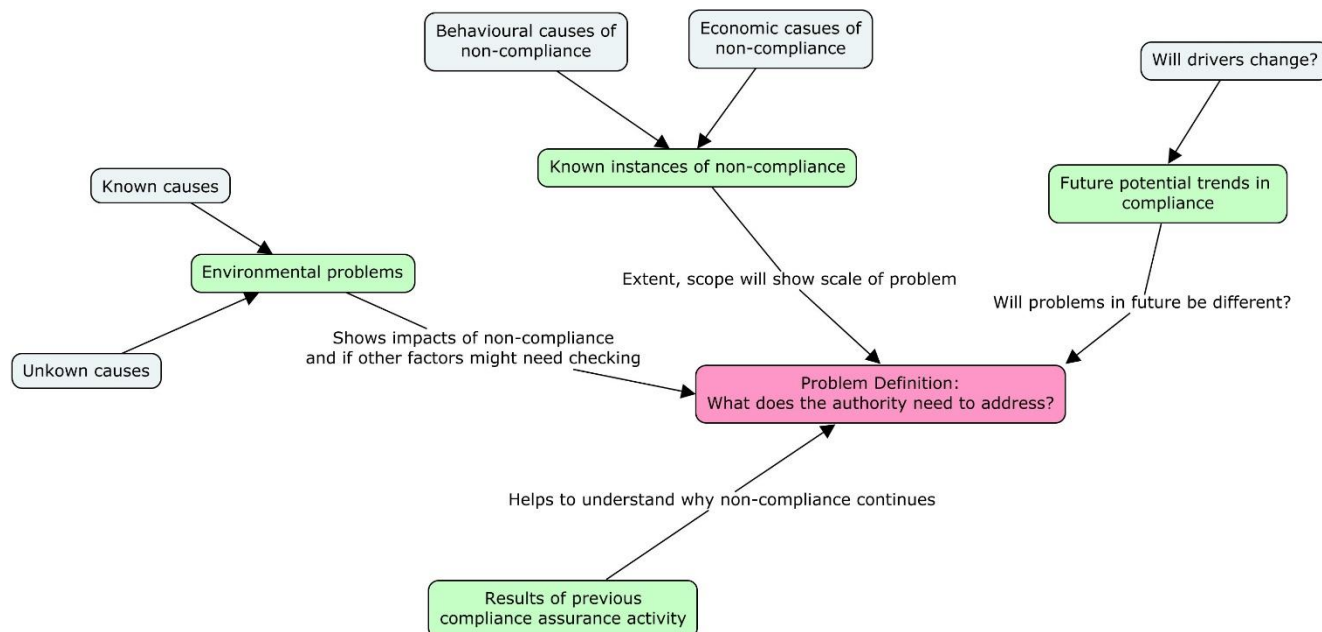 Behavioural causes of
non-compliance
Economic casues of
non-compliance
Will drivers change?
Known instances of non-compliance
Known causes
Future potential trends in
compliance
Environmental problems
Extent, scope will show scale of problem
Will problems in future be different?
Shows impacts of non-compliance
and if other factors might need checking
Unkown causes
Problem Definition:
What does the authority need to address?
Helps to understand why non-compliance continues
Results of previous
compliance assurance activity